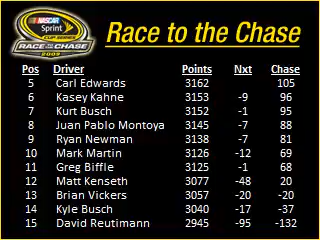 NASCAR
Sprint
CUP SERIES
RACE TO THE CHASE
2009
Race to the Chase
Pos Driver Points Nxt Chase
5 Carl Edwards 3162 105
6 Kasey Kahne 3153 -9 96
7 Kurt Busch 3152 -1 95
8 Juan Pablo Montoya 3145 -7 88
9 Ryan Newman 3138 -7 81
10 Mark Martin 3126 -12 69
11 Greg Biffle 3125 -1 68
12 Matt Kenseth 3077 -48 20
13 Brian Vickers 3057 -20 -20
14 Kyle Busch 3040 -17 -37
15 David Reutimann 2945 -95 -132